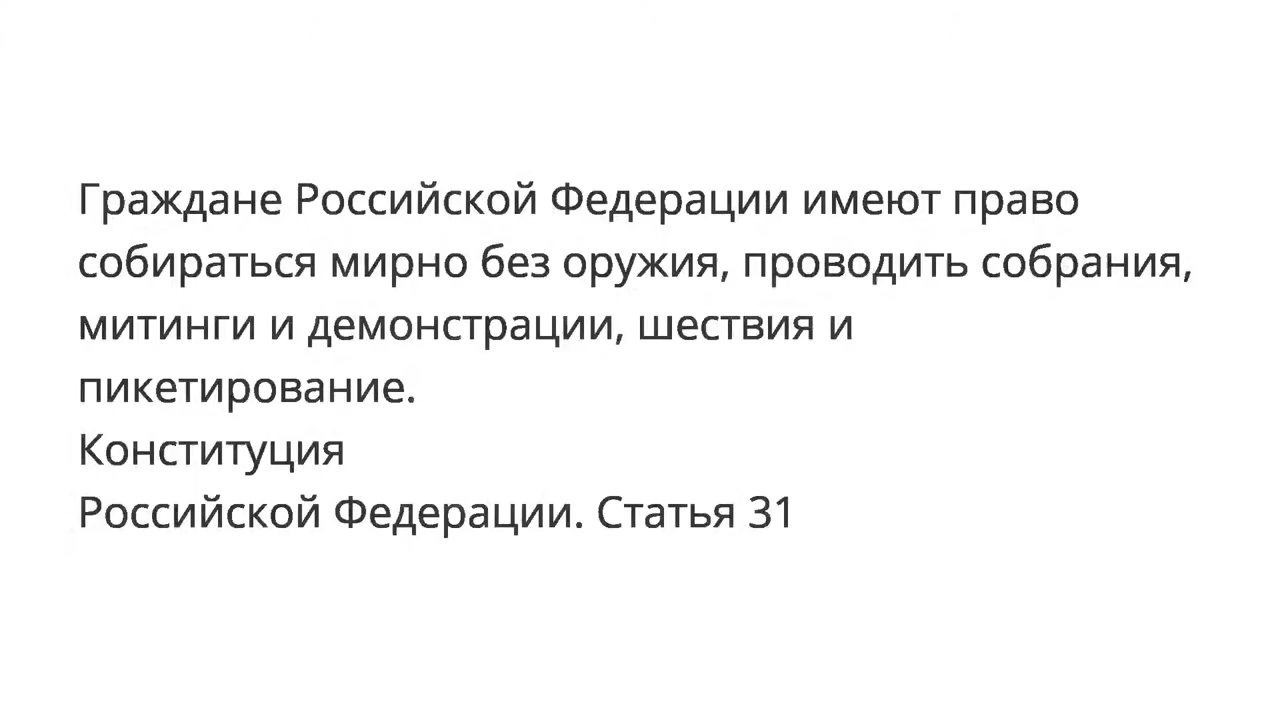 Граждане Российской Федерации имеют право
собираться мирно без оружия, проводить собрания,
митинги и демонстрации, шествия и
пикетирование.
Конституция
Российской Федерации. Статья 31